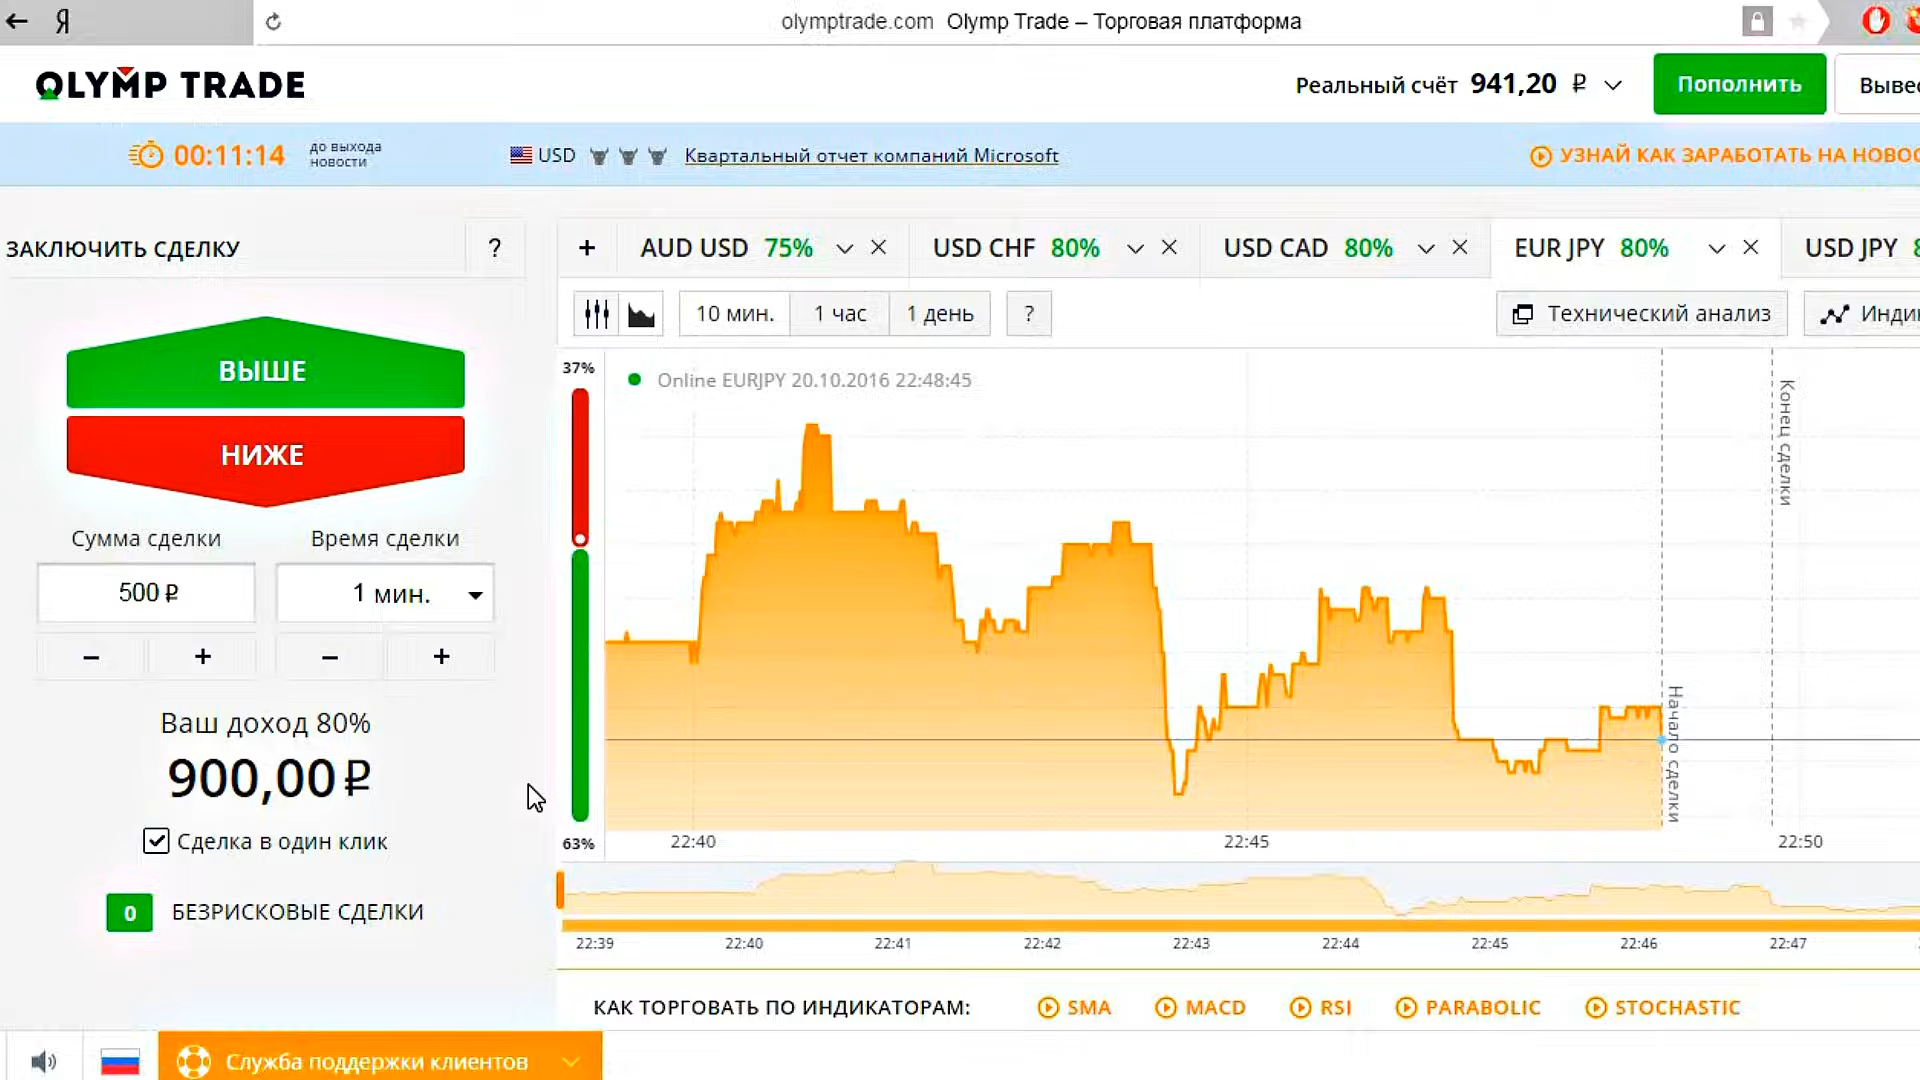 Я
olymptrade.com Olymp Trade – Торговая платформа
OLYMP TRADE
Реальный счёт 941,20 ₽
Пополнить
Вывес
00:11:14
до выхода
новости
USD
Квартальный отчет компаний Microsoft
УЗНАЙ КАК ЗАРАБОТАТЬ НА НОВОС
ЗАКЛЮЧИТЬ СДЕЛКУ
?
+
AUD USD 75%
USD CHF 80%
USD CAD 80%
EUR JPY 80%
USD JPY 8
10 мин.
1 час
1 день
?
Технический анализ
Инди
ВЫШЕ
НИЖЕ
Сумма сделки
Время сделки
500 ₽
1 мин.
− +
− +
Ваш доход 80%
900,00 ₽
Сделка в один клик
0 БЕЗРИСКОВЫЕ СДЕЛКИ
37%
63%
Online EURJPY 20.10.2016 22:48:45
Начало сделки
Конец сделки
22:40 22:45 22:50
22:39 22:40 22:41 22:42 22:43 22:44 22:45 22:46 22:47
КАК ТОРГОВАТЬ ПО ИНДИКАТОРАМ: SMA MACD RSI PARABOLIC STOCHASTIC
Служба поддержки клиентов